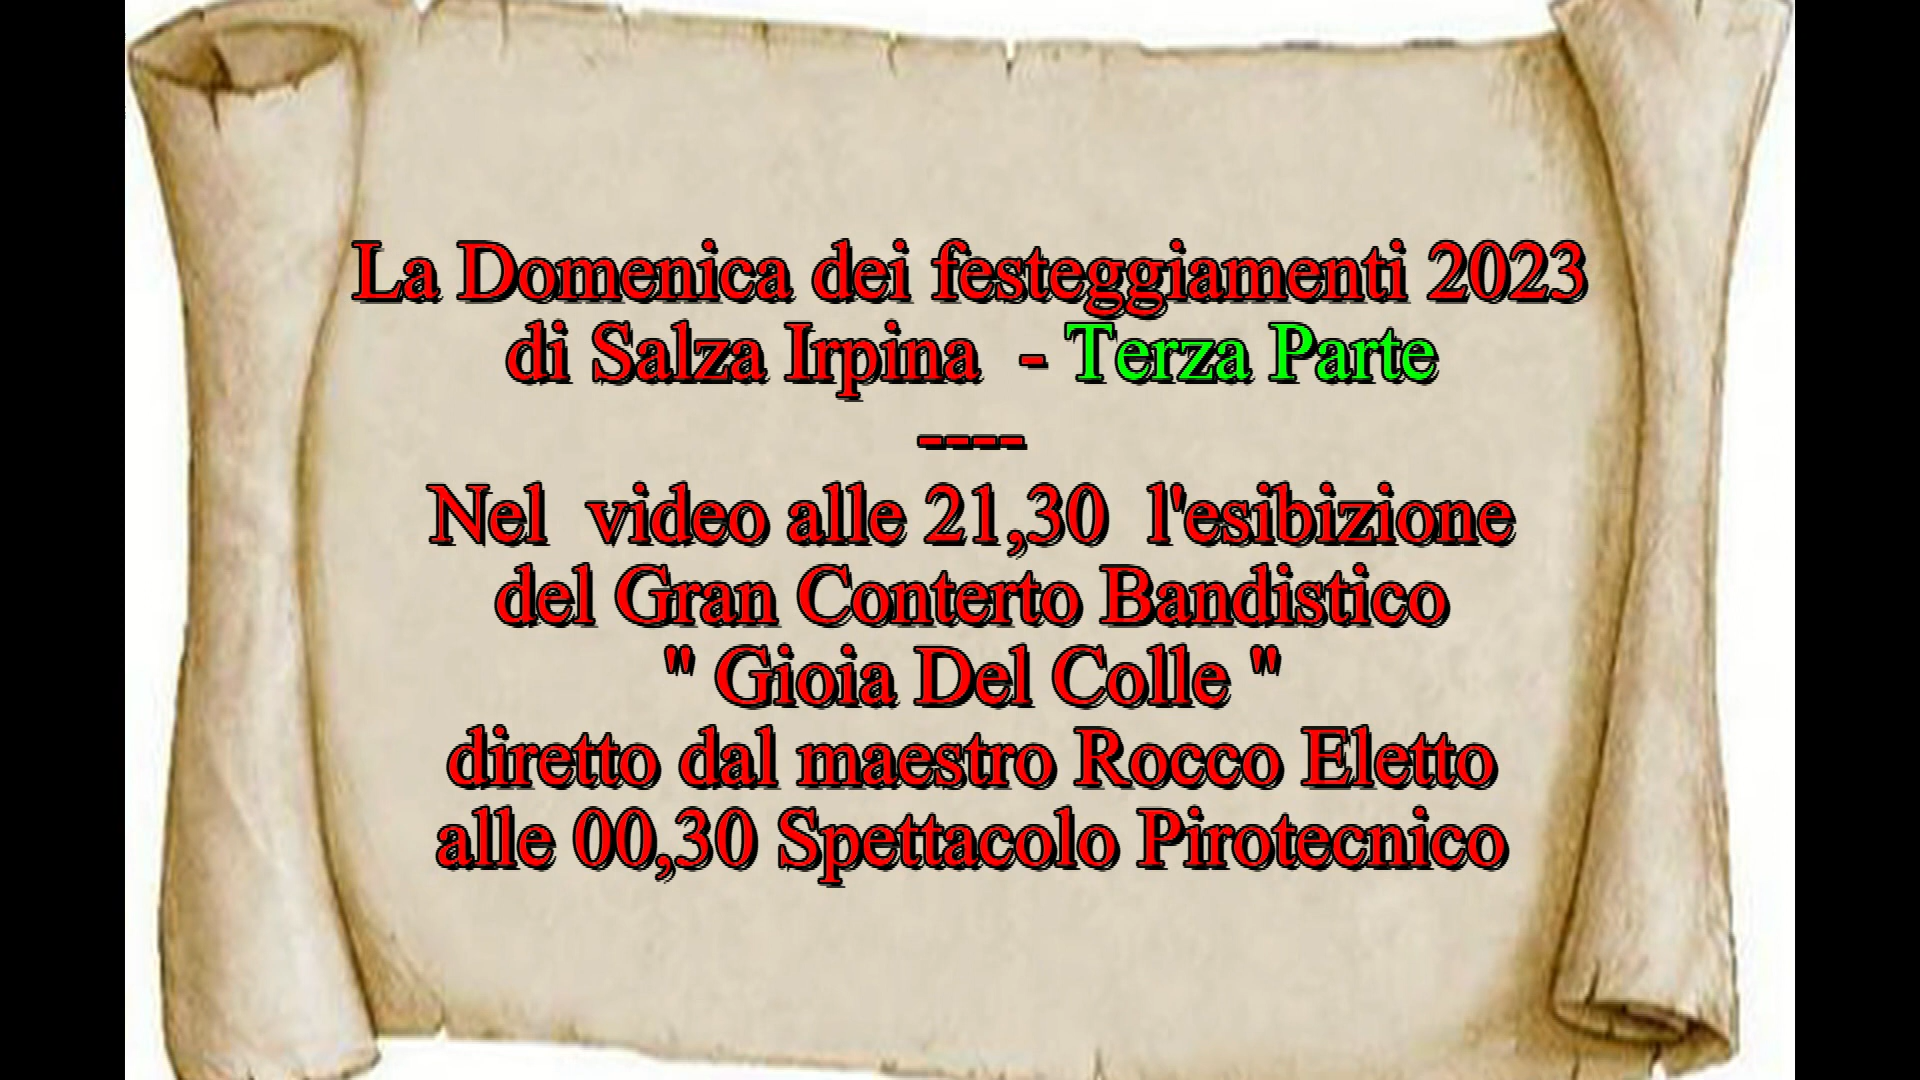 La Domenica dei festeggiamenti 2023
di Salza Irpina - Terza Parte
----
Nel video alle 21,30 l'esibizione
del Gran Conterto Bandistico
" Gioia Del Colle "
diretto dal maestro Rocco Eletto
alle 00,30 Spettacolo Pirotecnico